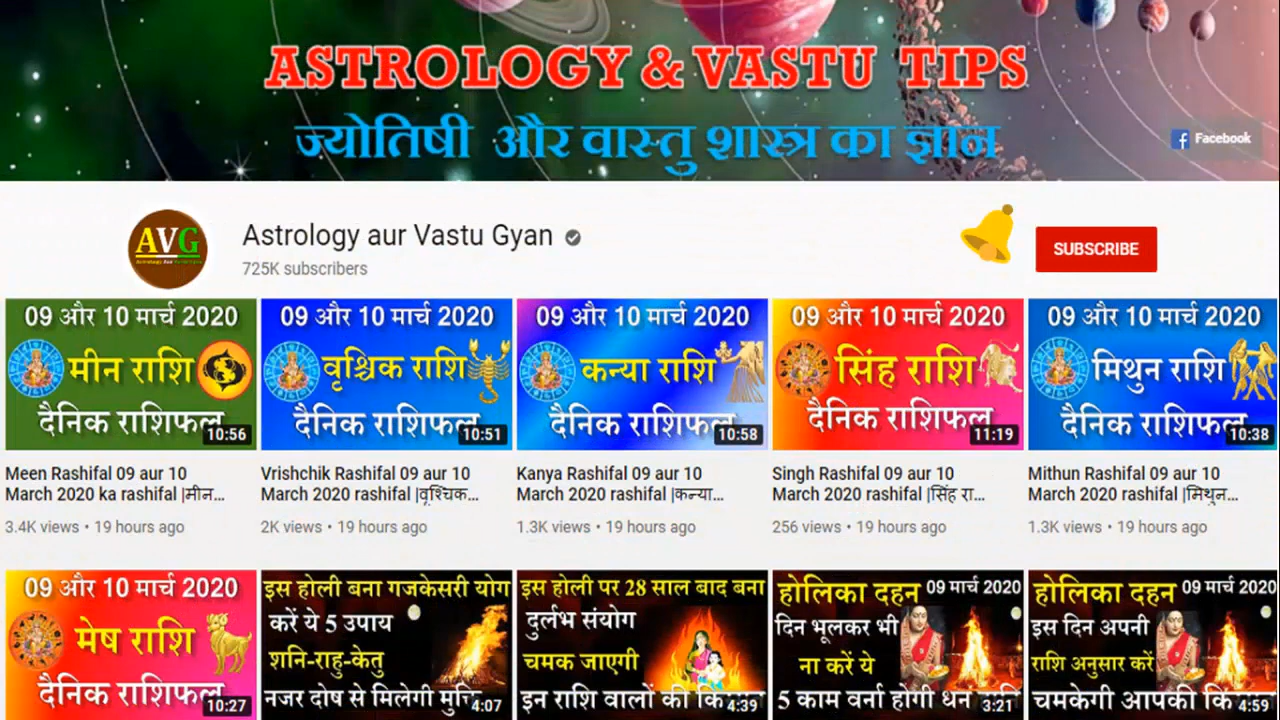 ASTROLOGY & VASTU TIPS
ज्योतिषी और वास्तु शास्त्र का ज्ञान
Facebook
AVG
Astrology aur Vastu Gyan
725K subscribers
SUBSCRIBE
09 और 10 मार्च 2020
मीन राशि
दैनिक राशिफल
10:56
09 और 10 मार्च 2020
वृश्चिक राशि
दैनिक राशिफल
10:51
09 और 10 मार्च 2020
कन्या राशि
दैनिक राशिफल
10:58
09 और 10 मार्च 2020
सिंह राशि
दैनिक राशिफल
11:19
09 और 10 मार्च 2020
मिथुन राशि
दैनिक राशिफल
10:38
Meen Rashifal 09 aur 10
March 2020 ka rashifal |मीन...
3.4K views • 19 hours ago
Vrishchik Rashifal 09 aur 10
March 2020 rashifal |वृश्चिक...
2K views • 19 hours ago
Kanya Rashifal 09 aur 10
March 2020 rashifal |कन्या...
1.3K views • 19 hours ago
Singh Rashifal 09 aur 10
March 2020 rashifal |सिंह रा...
256 views • 19 hours ago
Mithun Rashifal 09 aur 10
March 2020 rashifal |मिथुन...
1.3K views • 19 hours ago
09 और 10 मार्च 2020
मेष राशि
दैनिक राशिफल
10:27
इस होली बना गजकेसरी योग
करें ये 5 उपाय
शनि-राहु-केतु
नजर दोष से मिलेगी
4:07
इस होली पर 28 साल बाद बना
दुर्लभ संयोग
चमक जाएगी
इन राशि वालों की
4:39
होलिका दहन 09 मार्च 2020
दिन भूलकर भी
ना करें ये
5 काम वर्ना होगी धन
3:21
होलिका दहन 09 मार्च 2020
इस दिन अपनी
राशि अनुसार करें
चमकेगी आपकी
4:59